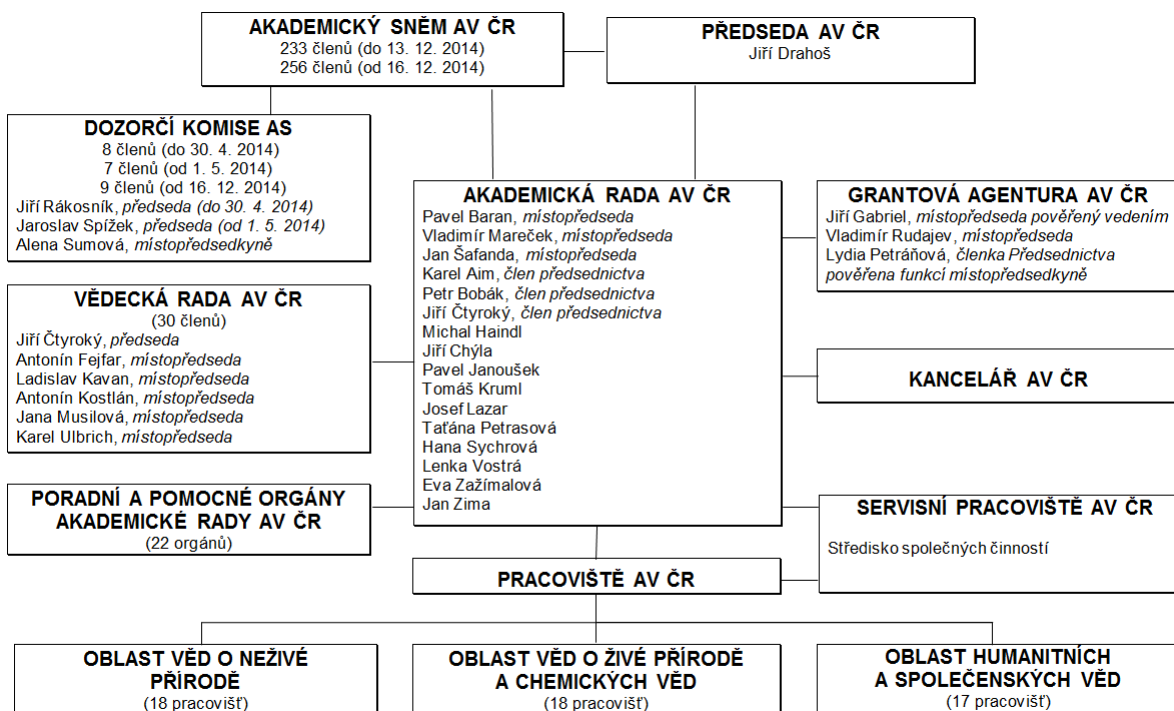 AKADEMICKÝ SNĚM AV ČR
233 členů (do 13. 12. 2014)
256 členů (od 16. 12. 2014)
PŘEDSEDA AV ČR
Jiří Drahoš
DOZORČÍ KOMISE AS
8 členů (do 30. 4. 2014)
7 členů (od 1. 5. 2014)
9 členů (od 16. 12. 2014)
Jiří Rákosník, předseda (do 30. 4. 2014)
Jaroslav Spížek, předseda (od 1. 5. 2014)
Alena Sumová, místopředsedkyně
AKADEMICKÁ RADA AV ČR
Pavel Baran, místopředseda
Vladimír Mareček, místopředseda
Jan Šafanda, místopředseda
Karel Aim, člen předsednictva
Petr Bobák, člen předsednictva
Jiří Čtyroký, člen předsednictva
Michal Haindl
Jiří Chýla
Pavel Janoušek
Tomáš Kruml
Josef Lazar
Taťána Petrasová
Hana Sychrová
Lenka Vostrá
Eva Zažímalová
Jan Zima
GRANTOVÁ AGENTURA AV ČR
Jiří Gabriel, místopředseda pověřený vedením
Vladimír Rudajev, místopředseda
Lydia Petráňová, členka Předsednictva
pověřena funkcí místopředsedkyně
VĚDECKÁ RADA AV ČR
(30 členů)
Jiří Čtyroký, předseda
Antonín Fejfar, místopředseda
Ladislav Kavan, místopředseda
Antonín Kostlán, místopředseda
Jana Musilová, místopředseda
Karel Ulbrich, místopředseda
KANCELÁŘ AV ČR
PORADNÍ A POMOCNÉ ORGÁNY
AKADEMICKÉ RADY AV ČR
(22 orgánů)
SERVISNÍ PRACOVIŠTĚ AV ČR
Středisko společných činností
PRACOVIŠTĚ AV ČR
OBLAST VĚD O NEŽIVÉ
PŘÍRODĚ
(18 pracovišť)
OBLAST VĚD O ŽIVÉ PŘÍRODĚ
A CHEMICKÝCH VĚD
(18 pracovišť)
OBLAST HUMANITNÍCH
A SPOLEČENSKÝCH VĚD
(17 pracovišť)